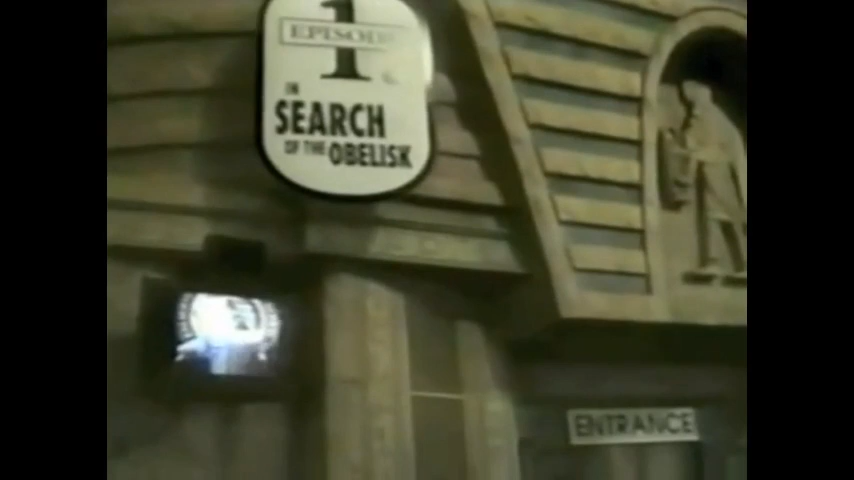 1
EPISODE
IN
SEARCH
OF THE OBELISK
ENTRANCE